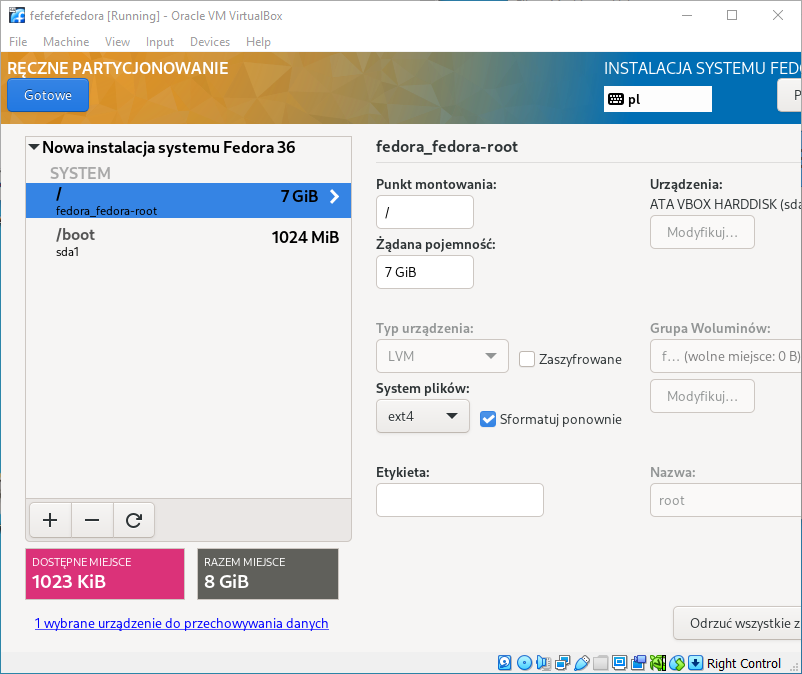 fefefefefedora [Running] - Oracle VM VirtualBox
File Machine View Input Devices Help
RĘCZNE PARTYCJONOWANIE
INSTALACJA SYSTEMU FED
Gotowe
pl
P
Nowa instalacja systemu Fedora 36
SYSTEM
/
7 GiB
fedora_fedora-root
/boot
1024 MiB
sda1
DOSTĘPNE MIEJSCE
1023 KiB
RAZEM MIEJSCE
8 GiB
1 wybrane urządzenie do przechowywania danych
fedora_fedora-root
Punkt montowania:
/
Urządzenia:
ATA VBOX HARDDISK (sda
Modyfikuj...
Żądana pojemność:
7 GiB
Typ urządzenia:
LVM
Zaszyfrowane
Grupa Woluminów:
f... (wolne miejsce: 0 B)
Modyfikuj...
System plików:
ext4
Sformatuj ponownie
Etykieta:
Nazwa:
root
Odrzuć wszystkie z
Right Control